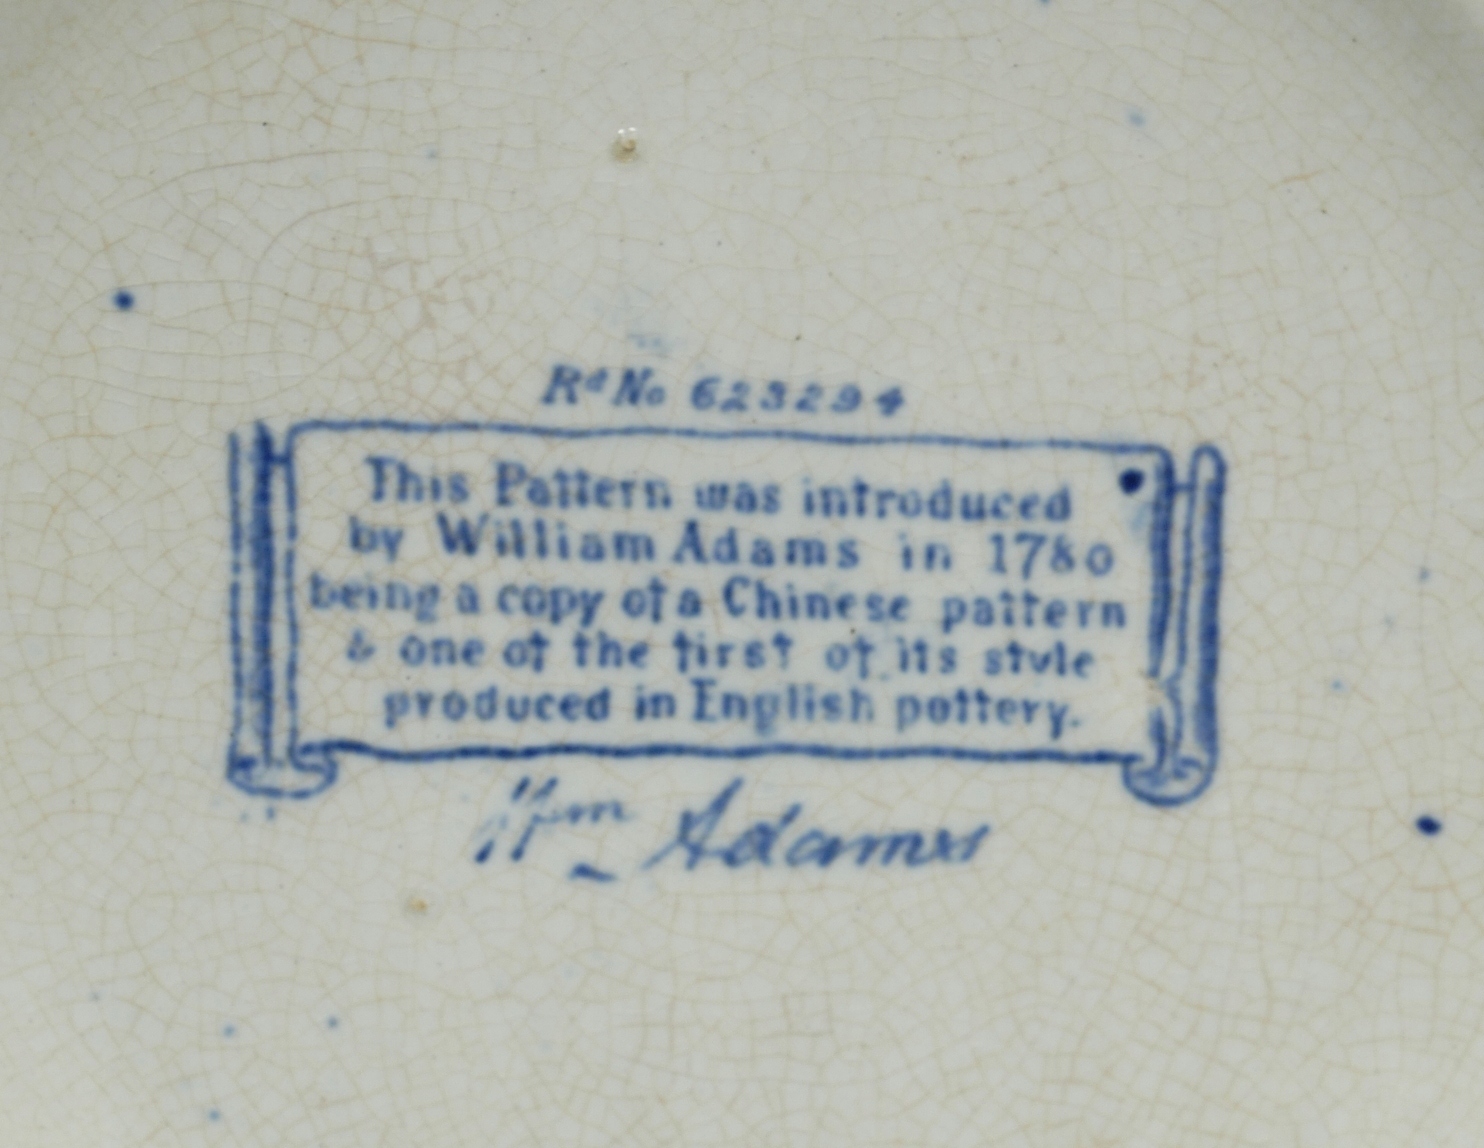 Rd No 623294
This Pattern was introduced
by William Adams in 1780
being a copy of a Chinese pattern
& one of the first of its style
produced in English pottery.
Wm Adams